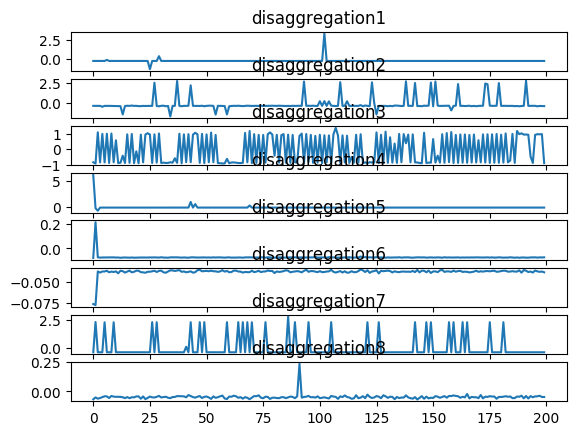 disaggregation1
2.5
0.0
disaggregation2
2.5
0.0
disaggregation3
1
0
−1
disaggregation4
5
0
disaggregation5
0.2
0.0
disaggregation6
−0.050
−0.075
disaggregation7
2.5
0.0
disaggregation8
0.25
0.00
0 25 50 75 100 125 150 175 200